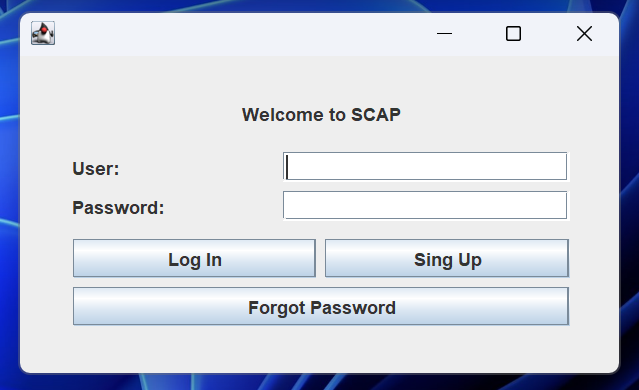 Welcome to SCAP
User:
Password:
Log In Sing Up
Forgot Password